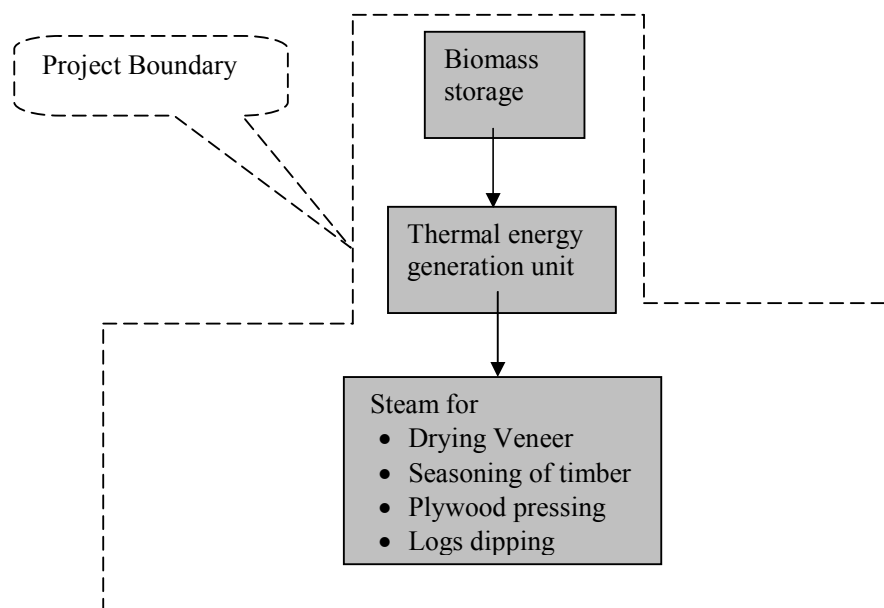 Project Boundary
Biomass
storage
Thermal energy
generation unit
Steam for
• Drying Veneer
• Seasoning of timber
• Plywood pressing
• Logs dipping